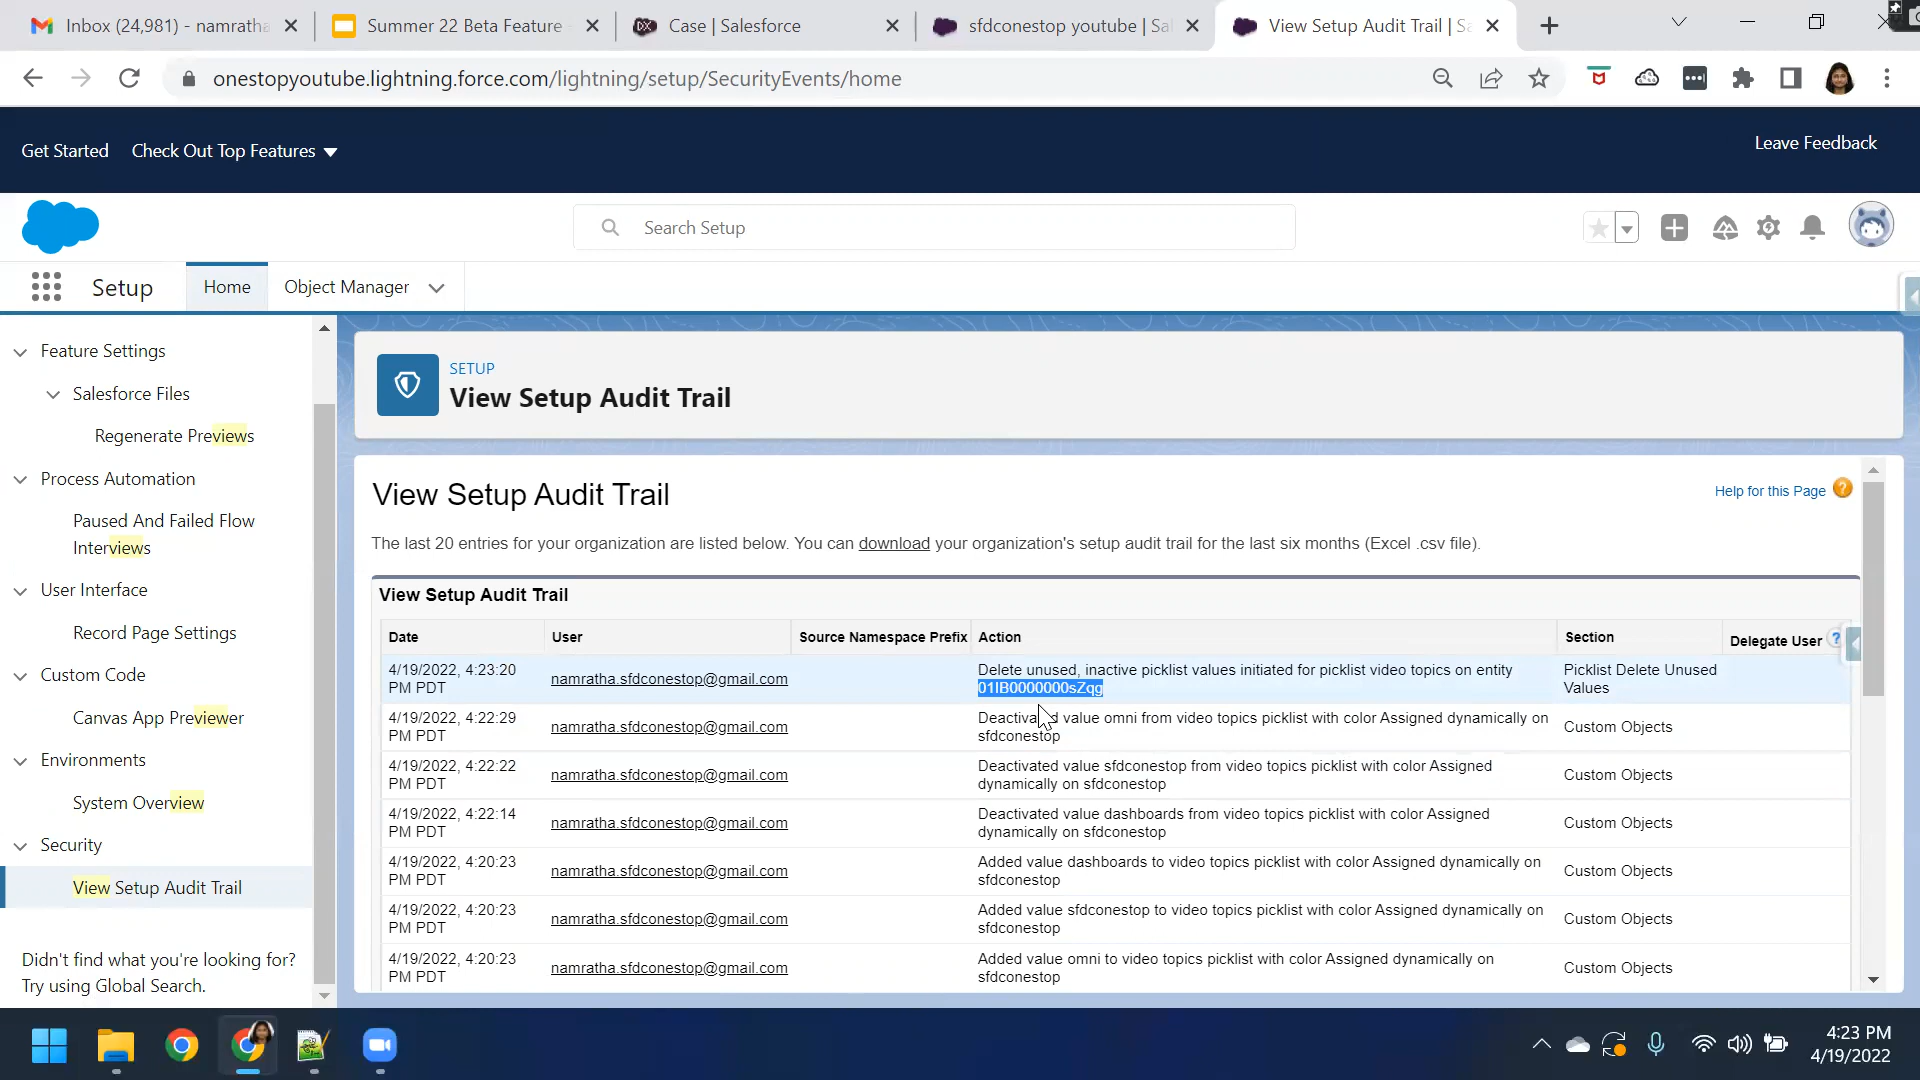 Inbox (24,981) - namratha
Summer 22 Beta Feature
Case | Salesforce
sfdconestop youtube | Sa
View Setup Audit Trail | Sa
onestopyoutube.lightning.force.com/lightning/setup/SecurityEvents/home
Get Started
Check Out Top Features
Leave Feedback
Search Setup
Setup
Home
Object Manager
Feature Settings
Salesforce Files
Regenerate Previews
Process Automation
Paused And Failed Flow
Interviews
User Interface
Record Page Settings
Custom Code
Canvas App Previewer
Environments
System Overview
Security
View Setup Audit Trail
Didn't find what you're looking for?
Try using Global Search.
SETUP
View Setup Audit Trail
View Setup Audit Trail
Help for this Page ?
The last 20 entries for your organization are listed below. You can download your organization's setup audit trail for the last six months (Excel .csv file).
View Setup Audit Trail
Date User Source Namespace Prefix Action Section Delegate User ?
4/19/2022, 4:23:20
PM PDT
namratha.sfdconestop@gmail.com
Delete unused, inactive picklist values initiated for picklist video topics on entity
01IB0000000sZqg
Picklist Delete Unused
Values
4/19/2022, 4:22:29
PM PDT
namratha.sfdconestop@gmail.com
Deactivated value omni from video topics picklist with color Assigned dynamically on
sfdconestop
Custom Objects
4/19/2022, 4:22:22
PM PDT
namratha.sfdconestop@gmail.com
Deactivated value sfdconestop from video topics picklist with color Assigned
dynamically on sfdconestop
Custom Objects
4/19/2022, 4:22:14
PM PDT
namratha.sfdconestop@gmail.com
Deactivated value dashboards from video topics picklist with color Assigned
dynamically on sfdconestop
Custom Objects
4/19/2022, 4:20:23
PM PDT
namratha.sfdconestop@gmail.com
Added value dashboards to video topics picklist with color Assigned dynamically on
sfdconestop
Custom Objects
4/19/2022, 4:20:23
PM PDT
namratha.sfdconestop@gmail.com
Added value sfdconestop to video topics picklist with color Assigned dynamically on
sfdconestop
Custom Objects
4/19/2022, 4:20:23
PM PDT
namratha.sfdconestop@gmail.com
Added value omni to video topics picklist with color Assigned dynamically on
sfdconestop
Custom Objects
4:23 PM
4/19/2022